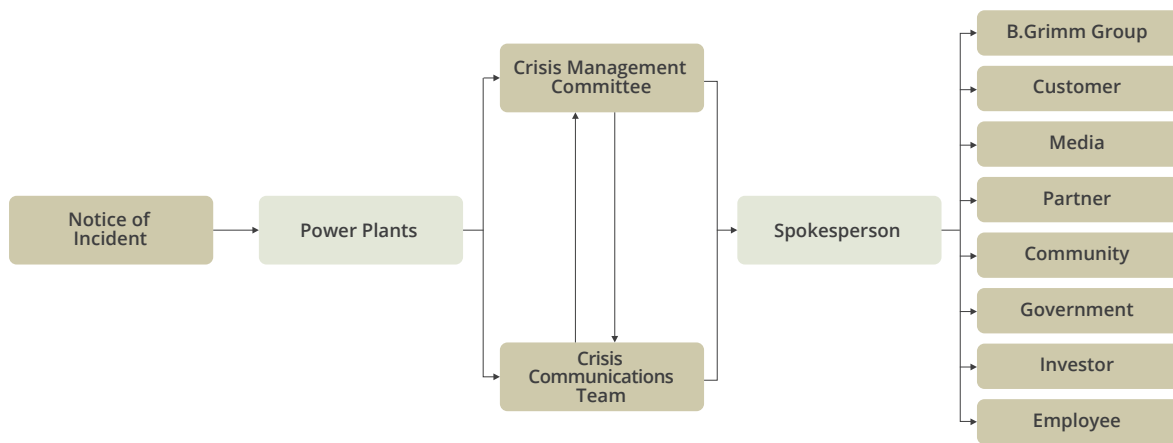 Notice of
Incident
Power Plants
Crisis Management
Committee
Crisis
Communications
Team
Spokesperson
B.Grimm Group
Customer
Media
Partner
Community
Government
Investor
Employee